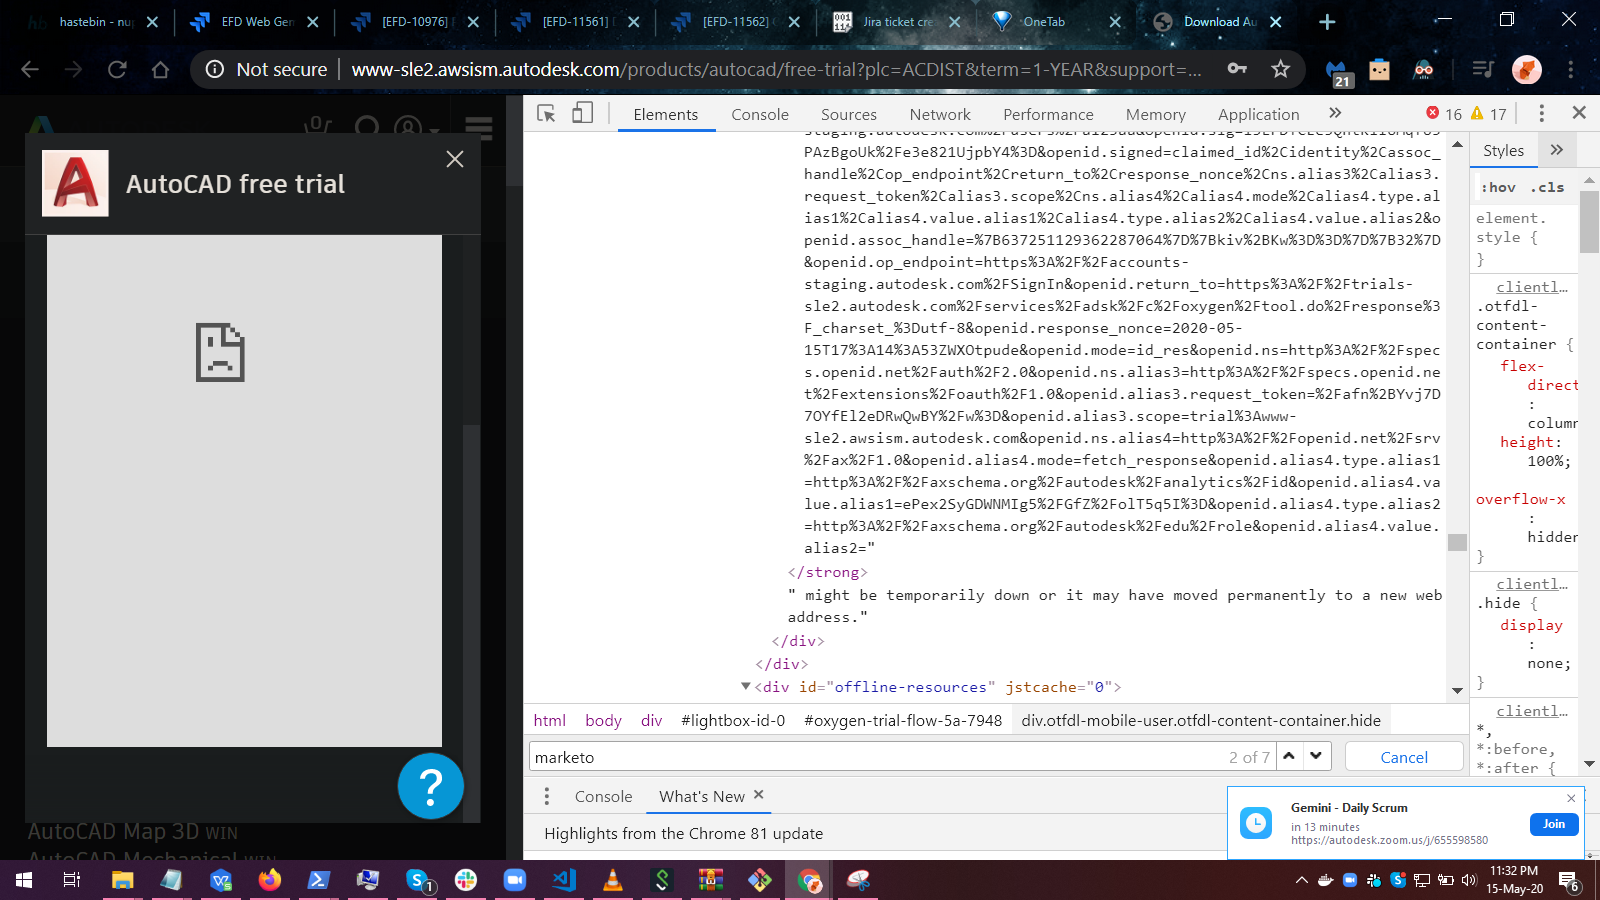 hastebin - nup
EFD Web Gen
[EFD-10976] F
[EFD-11561] D
[EFD-11562]
Jira ticket cre
OneTab
Download Au
Not secure
www-sle2.awsism.autodesk.com/products/autocad/free-trial?plc=ACDIST&term=1-YEAR&support=...
21
AutoCAD free trial
AutoCAD Map 3D WIN
AutoCAD Mechanical WIN
?
Elements
Console
Sources
Network
Performance
Memory
Application
16
17
PAzBgoUk%2Fe3e821UjpbY4%3D&openid.signed=claimed_id%2Cidentity%2Cassoc_
handle%2Cop_endpoint%2Creturn_to%2Cresponse_nonce%2Cns.alias3%2Calias3.
request_token%2Calias3.scope%2Cns.alias4%2Calias4.mode%2Calias4.type.al
ias1%2Calias4.value.alias1%2Calias4.type.alias2%2Calias4.value.alias2&o
penid.assoc_handle=%7B637251129362287064%7D%7Bkiv%2BKw%3D%3D%7D%7B32%7D
&openid.op_endpoint=https%3A%2F%2Faccounts-
staging.autodesk.com%2FSignIn&openid.return_to=https%3A%2F%2Ftrials-
sle2.autodesk.com%2Fservices%2Fadsk%2Fc%2Foxygen%2Ftool.do%2Fresponse%3
F_charset_%3Dutf-8&openid.response_nonce=2020-05-
15T17%3A14%3A53ZWXOtpude&openid.mode=id_res&openid.ns=http%3A%2F%2Fspec
s.openid.net%2Fauth%2F2.0&openid.ns.alias3=http%3A%2F%2Fspecs.openid.ne
t%2Fextensions%2Foauth%2F1.0&openid.alias3.request_token=%2Fafn%2BYvj7D
7OYfEl2eDRwQwBY%2Fw%3D&openid.alias3.scope=trial%3Awww-
sle2.awsism.autodesk.com&openid.ns.alias4=http%3A%2F%2Fopenid.net%2Fsrv
%2Fax%2F1.0&openid.alias4.mode=fetch_response&openid.alias4.type.alias1
=http%3A%2F%2Faxschema.org%2Fautodesk%2Fanalytics%2Fid&openid.alias4.va
lue.alias1=ePex2SyGDWNMIg5%2FGfZ%2FolT5q5I%3D&openid.alias4.type.alias2
=http%3A%2F%2Faxschema.org%2Fautodesk%2Fedu%2Frole&openid.alias4.value.
alias2="
</strong>
" might be temporarily down or it may have moved permanently to a new web
address."
</div>
</div>
<div id="offline-resources" jstcache="0">
html
body
div
#lightbox-id-0
#oxygen-trial-flow-5a-7948
div.otfdl-mobile-user.otfdl-content-container.hide
marketo
2 of 7
Cancel
Console
What's New
Highlights from the Chrome 81 update
Styles
:hov .cls
element.
style {
}
clientl…
.otfdl-
content-
container {
flex-
direct
:
column
height:
100%;
overflow-x
:
hidden
}
clientl…
.hide {
display
:
none;
}
clientl…
*,
*:before,
*:after {
Gemini - Daily Scrum
in 13 minutes
https://autodesk.zoom.us/j/655598580
Join
1
11:32 PM
15-May-20
6